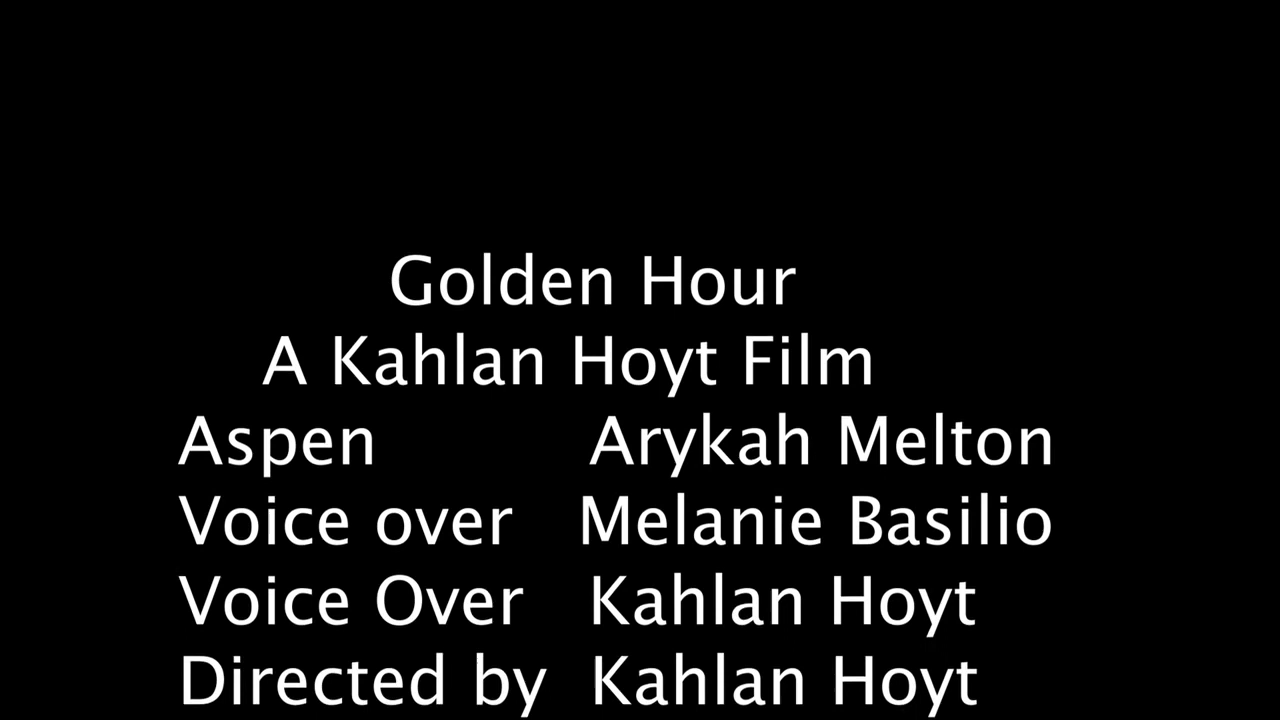 Golden Hour
A Kahlan Hoyt Film
Aspen Arykah Melton
Voice over Melanie Basilio
Voice Over Kahlan Hoyt
Directed by Kahlan Hoyt